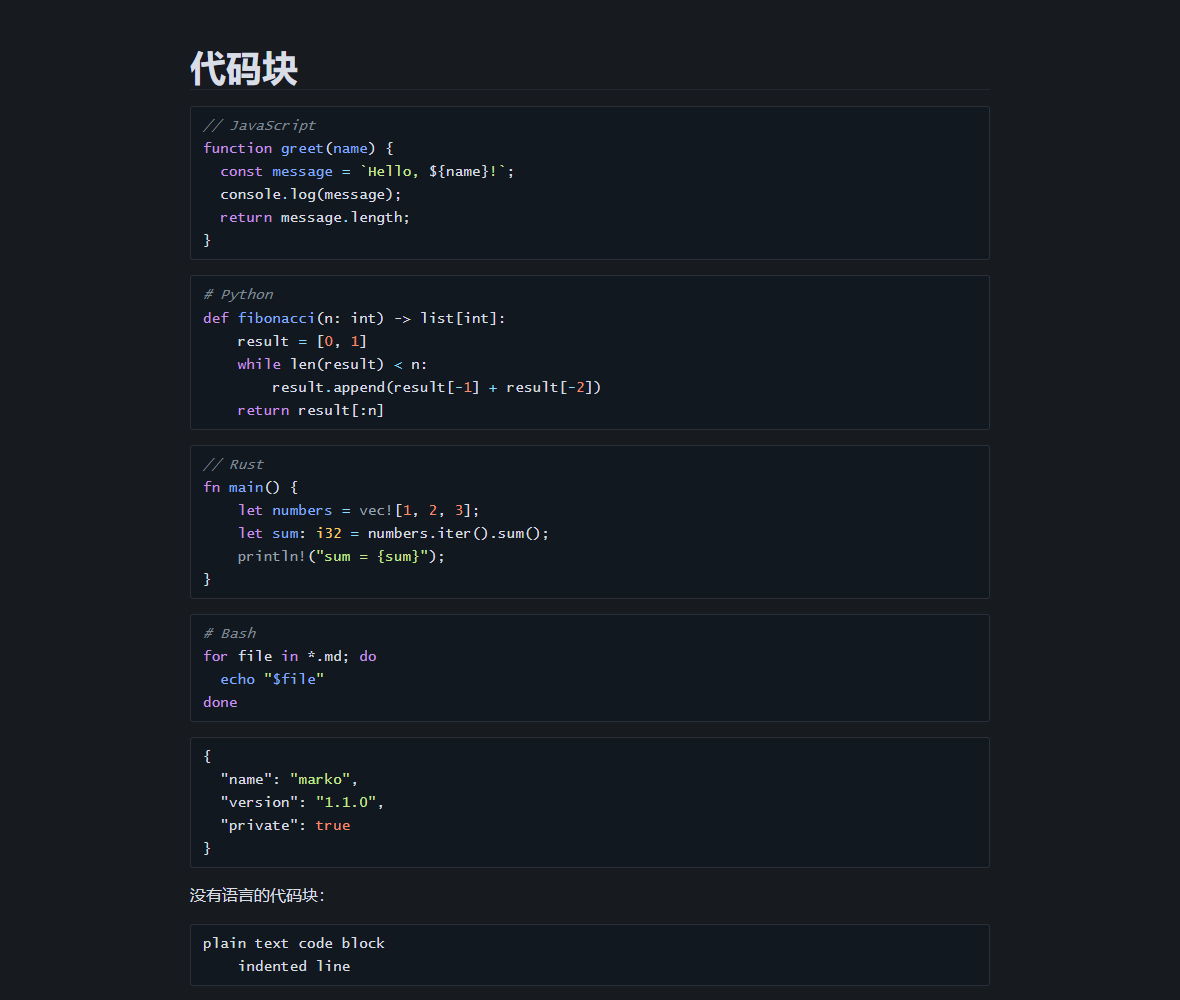 代码块
// JavaScript
function greet(name) {
  const message = `Hello, ${name}!`;
  console.log(message);
  return message.length;
}
# Python
def fibonacci(n: int) -> list[int]:
    result = [0, 1]
    while len(result) < n:
        result.append(result[-1] + result[-2])
    return result[:n]
// Rust
fn main() {
    let numbers = vec![1, 2, 3];
    let sum: i32 = numbers.iter().sum();
    println!("sum = {sum}");
}
# Bash
for file in *.md; do
  echo "$file"
done
{
  "name": "marko",
  "version": "1.1.0",
  "private": true
}
没有语言的代码块：
plain text code block
    indented line